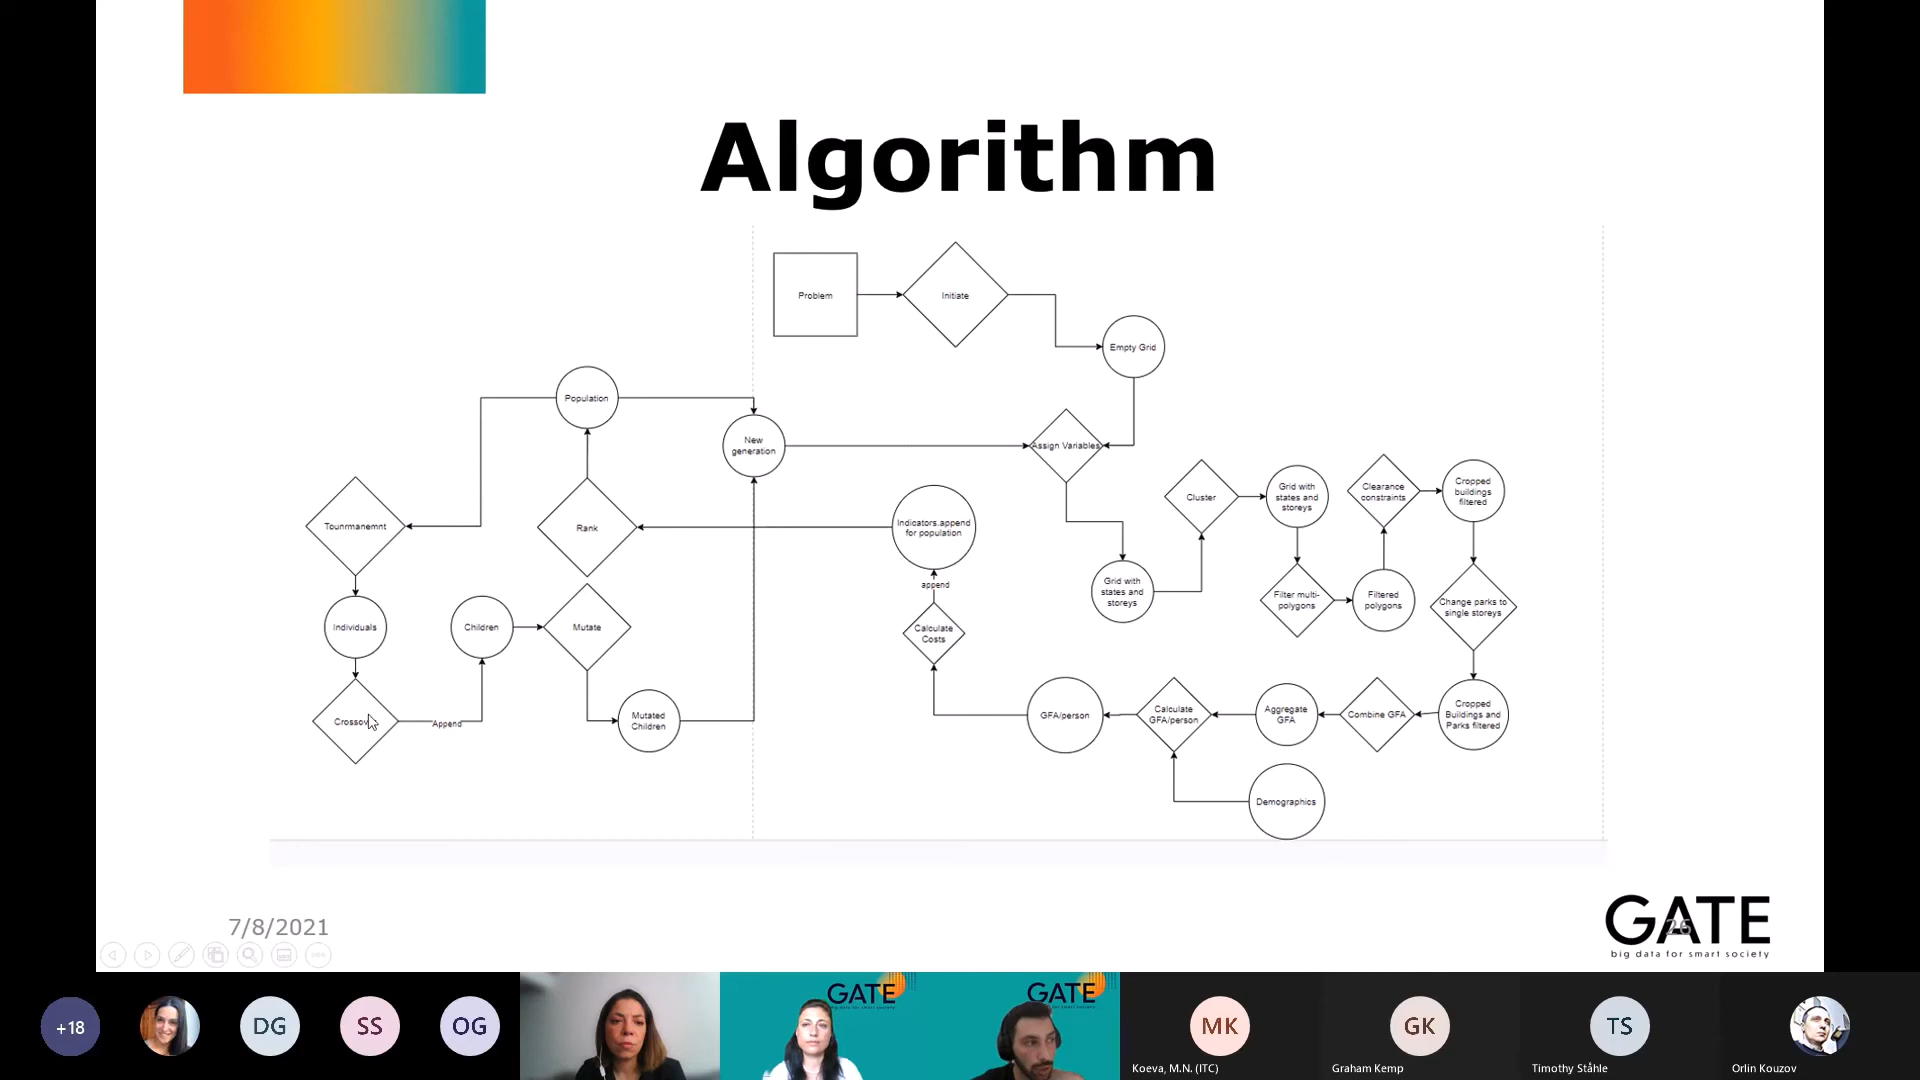 Algorithm
Problem
Initiate
Empty Grid
Population
New
generation
Assign Variables
Tounrmanemnt
Rank
Indicators.append
for population
Cluster
Grid with
states and
storeys
Clearance
constraints
Cropped
buildings
filtered
append
Grid with
states and
storeys
Filter multi-
polygons
Filtered
polygons
Change parks to
single storeys
Individuals
Children
Mutate
Calculate
Costs
Crossov
Append
Mutated
Children
GFA/person
Calculate
GFA/person
Aggregate
GFA
Combine GFA
Cropped
Buildings and
Parks filtered
Demographics
7/8/2021
GATE
26
big data for smart society
+18
DG
SS
OG
GATE
GATE
MK
GK
TS
Koeva, M.N. (ITC)
Graham Kemp
Timothy Ståhle
Orlin Kouzov